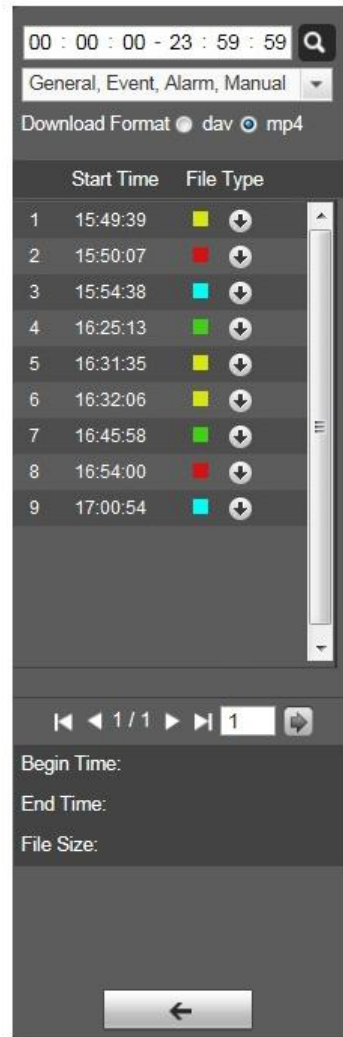 00 : 00 : 00 - 23 : 59 : 59
General, Event, Alarm, Manual
Download Format dav mp4
Start Time File Type
1 15:49:39
2 15:50:07
3 15:54:38
4 16:25:13
5 16:31:35
6 16:32:06
7 16:45:58
8 16:54:00
9 17:00:54
1 / 1 1
Begin Time:
End Time:
File Size: